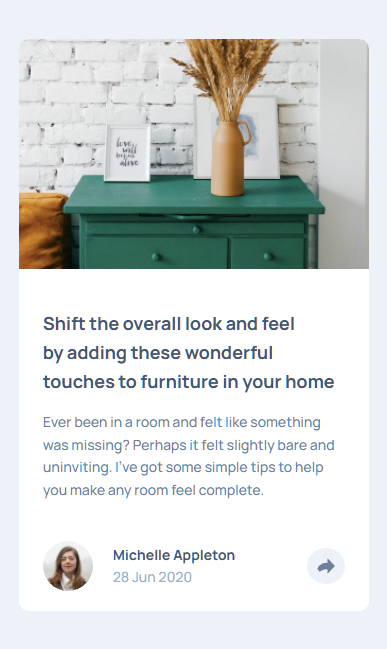 love
will
keep us
alive
Shift the overall look and feel
by adding these wonderful
touches to furniture in your home
Ever been in a room and felt like something
was missing? Perhaps it felt slightly bare and
uninviting. I've got some simple tips to help
you make any room feel complete.
Michelle Appleton
28 Jun 2020